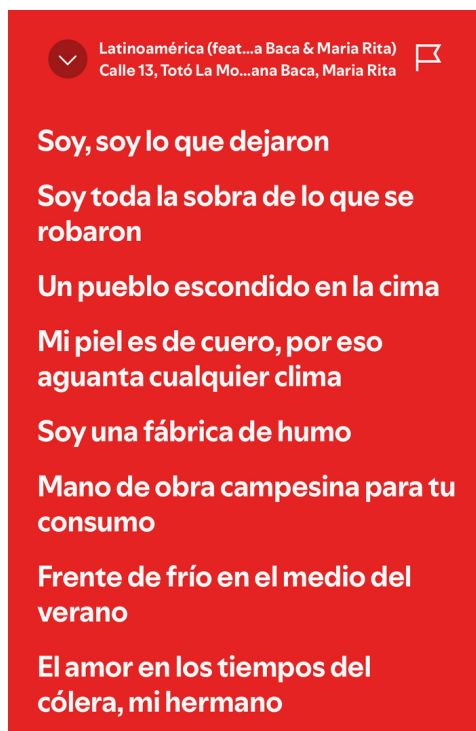 Latinoamérica (feat...a Baca & Maria Rita)
Calle 13, Totó La Mo...ana Baca, Maria Rita
Soy, soy lo que dejaron
Soy toda la sobra de lo que se
robaron
Un pueblo escondido en la cima
Mi piel es de cuero, por eso
aguanta cualquier clima
Soy una fábrica de humo
Mano de obra campesina para tu
consumo
Frente de frío en el medio del
verano
El amor en los tiempos del
cólera, mi hermano